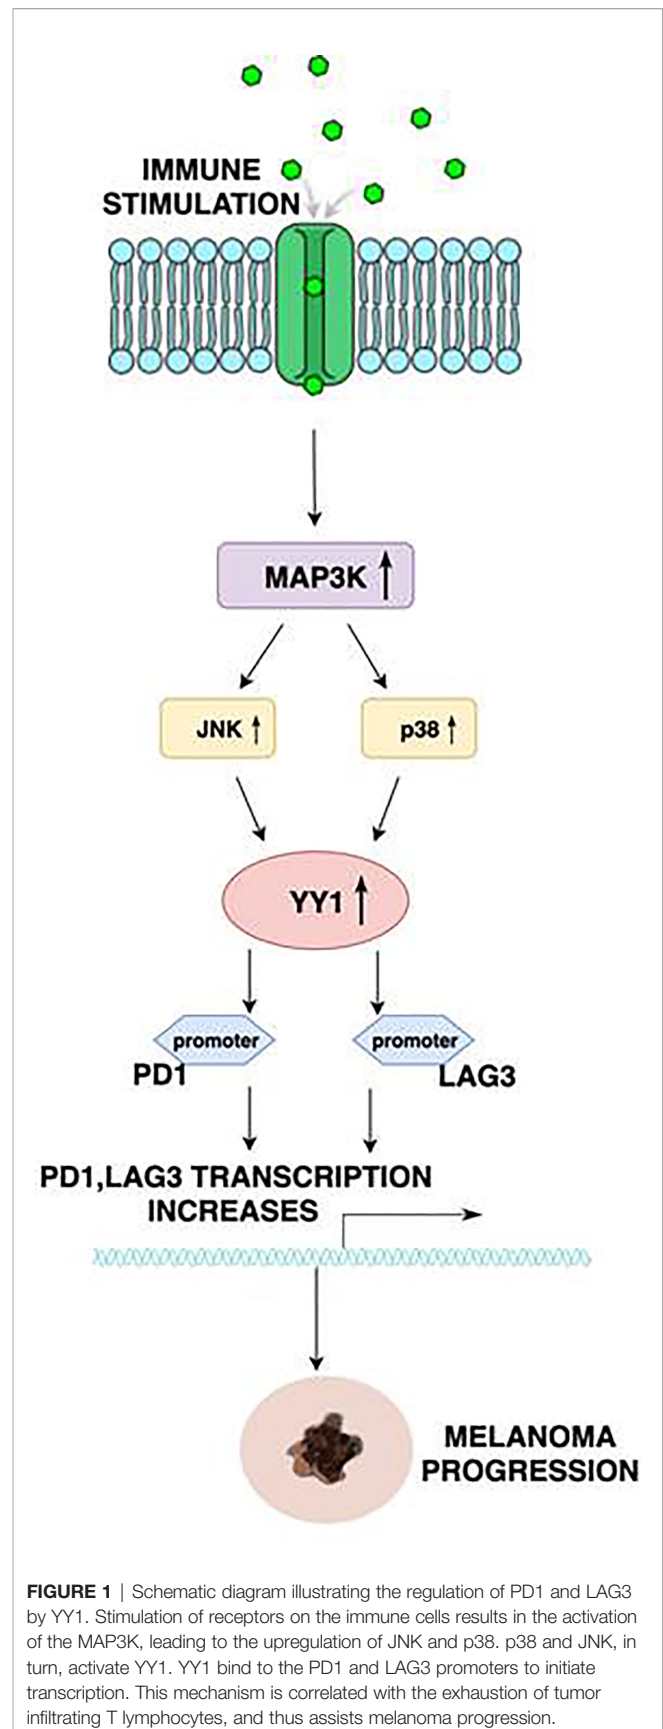 IMMUNE
STIMULATION
MAP3K
JNK
p38
YY1
promoter
promoter
PD1
LAG3
PD1,LAG3 TRANSCRIPTION
INCREASES
MELANOMA
PROGRESSION
FIGURE 1 | Schematic diagram illustrating the regulation of PD1 and LAG3
by YY1. Stimulation of receptors on the immune cells results in the activation
of the MAP3K, leading to the upregulation of JNK and p38. p38 and JNK, in
turn, activate YY1. YY1 bind to the PD1 and LAG3 promoters to initiate
transcription. This mechanism is correlated with the exhaustion of tumor
infiltrating T lymphocytes, and thus assists melanoma progression.